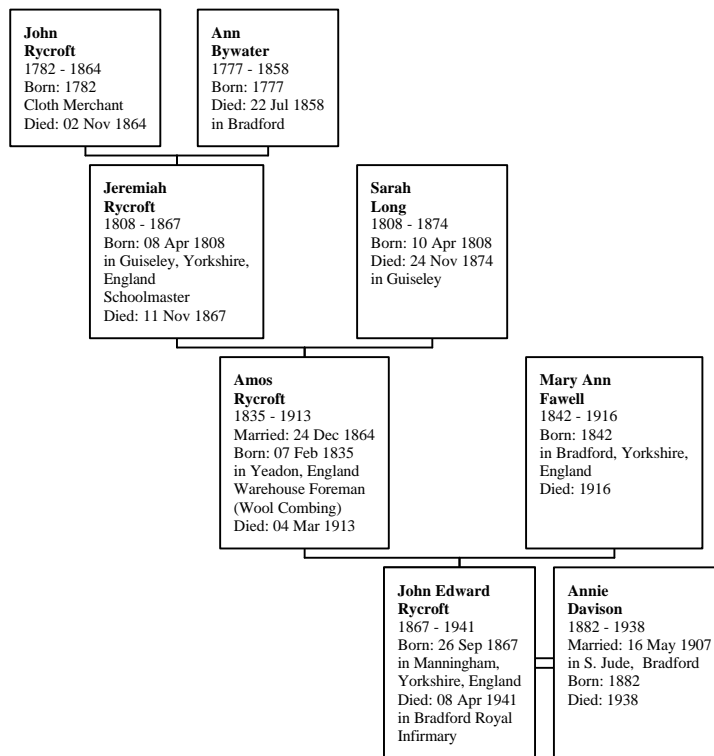 John
Rycroft
1782 - 1864
Born: 1782
Cloth Merchant
Died: 02 Nov 1864
Ann
Bywater
1777 - 1858
Born: 1777
Died: 22 Jul 1858
in Bradford
Jeremiah
Rycroft
1808 - 1867
Born: 08 Apr 1808
in Guiseley, Yorkshire,
England
Schoolmaster
Died: 11 Nov 1867
Sarah
Long
1808 - 1874
Born: 10 Apr 1808
Died: 24 Nov 1874
in Guiseley
Amos
Rycroft
1835 - 1913
Married: 24 Dec 1864
Born: 07 Feb 1835
in Yeadon, England
Warehouse Foreman
(Wool Combing)
Died: 04 Mar 1913
Mary Ann
Fawell
1842 - 1916
Born: 1842
in Bradford, Yorkshire,
England
Died: 1916
John Edward
Rycroft
1867 - 1941
Born: 26 Sep 1867
in Manningham,
Yorkshire, England
Died: 08 Apr 1941
in Bradford Royal
Infirmary
Annie
Davison
1882 - 1938
Married: 16 May 1907
in S. Jude, Bradford
Born: 1882
Died: 1938